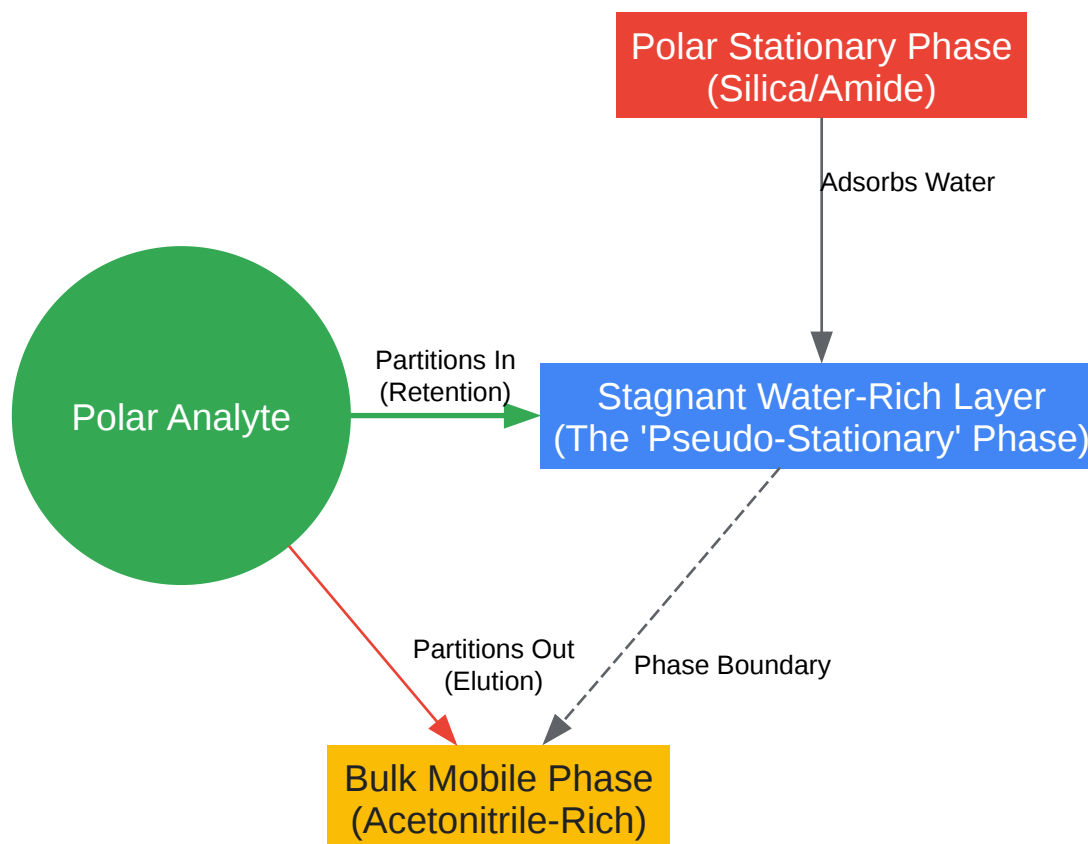 Polar Stationary Phase
(Silica/Amide)
Adsorbs Water
Partitions In
(Retention)
Polar Analyte
Stagnant Water-Rich Layer
(The 'Pseudo-Stationary' Phase)
Partitions Out
(Elution)
Phase Boundary
Bulk Mobile Phase
(Acetonitrile-Rich)